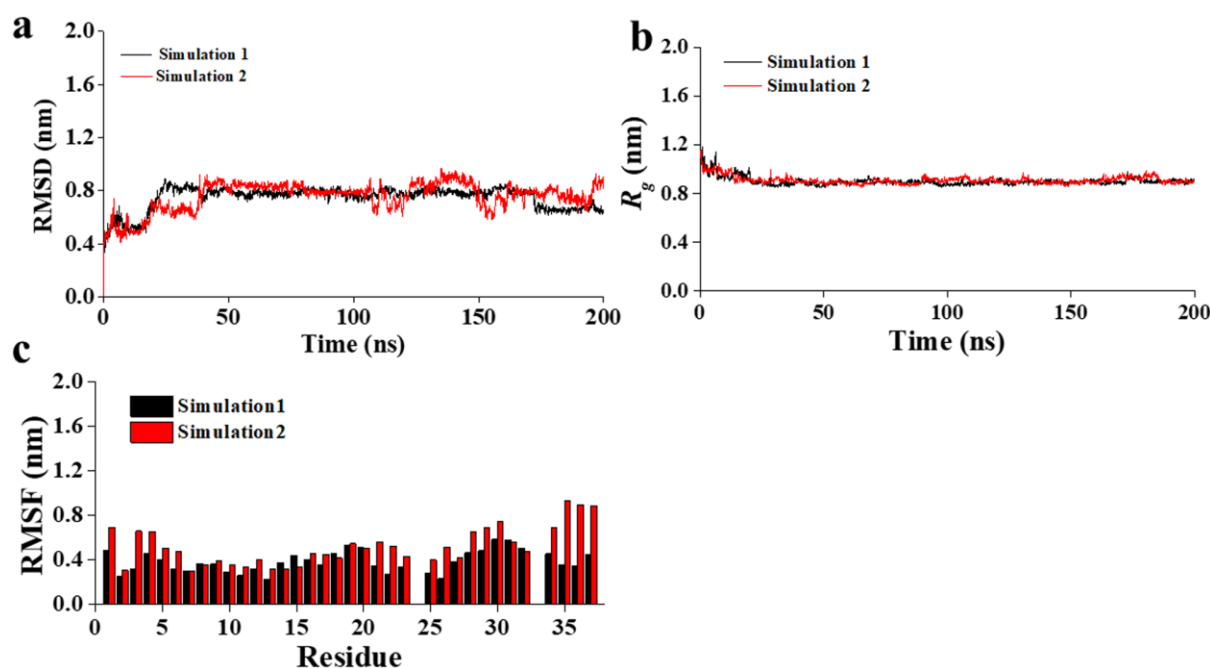 a
2.0
1.6
1.2
0.8
0.4
0.0
RMSD (nm)
Simulation 1
Simulation 2
0
50
100
150
200
Time (ns)
b
2.0
1.6
1.2
0.8
0.4
0.0
Rg (nm)
Simulation 1
Simulation 2
0
50
100
150
200
Time (ns)
c
2.0
1.6
1.2
0.8
0.4
0.0
RMSF (nm)
Simulation1
Simulation2
0
5
10
15
20
25
30
35
Residue